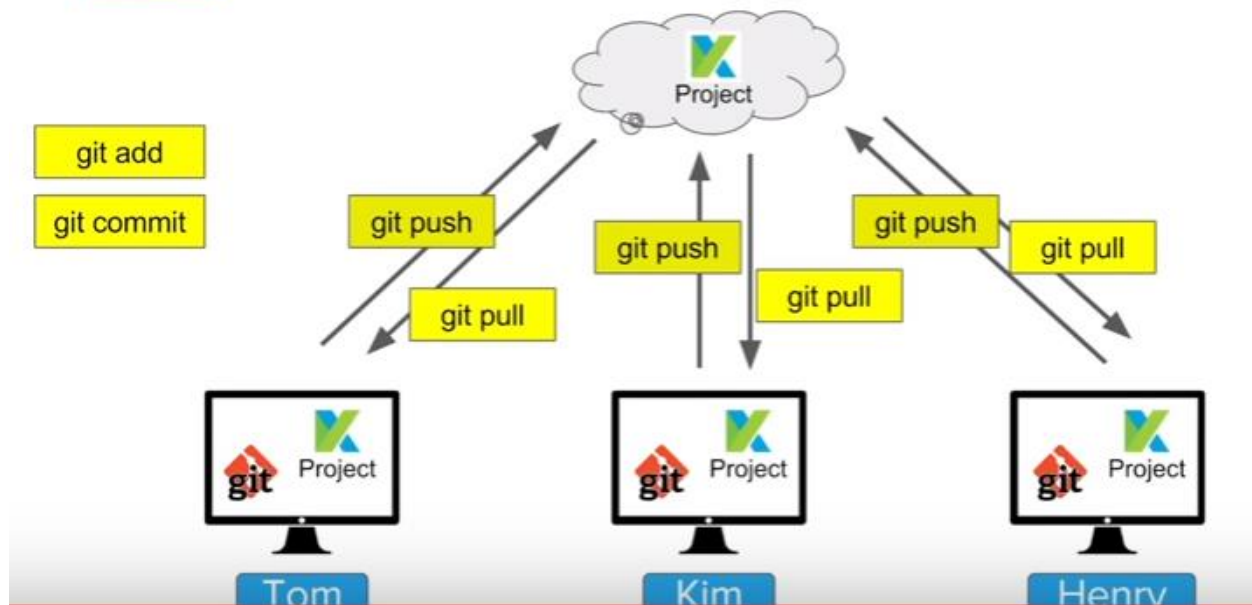 Project
git add
git commit
git push
git pull
git push
git pull
git push
git pull
git
Project
git
Project
git
Project
Tom
Kim
Henry